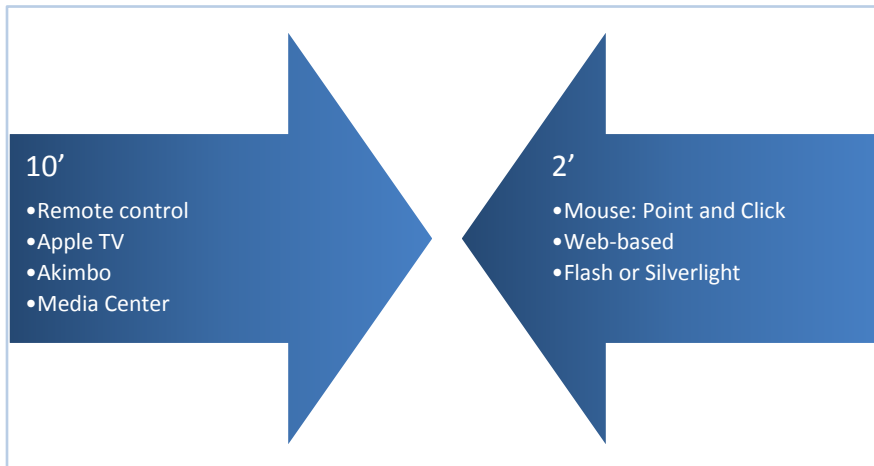 10’
•Remote control
•Apple TV
•Akimbo
•Media Center
2’
•Mouse: Point and Click
•Web-based
•Flash or Silverlight